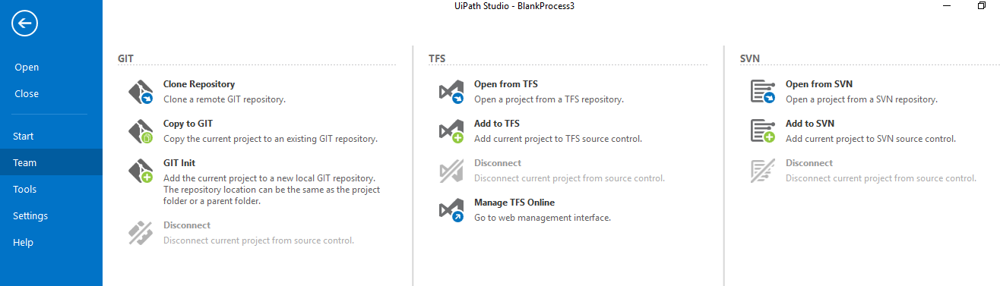 UiPath Studio - BlankProcess3
Open
Close
Start
Team
Tools
Settings
Help
GIT
Clone Repository
Clone a remote GIT repository.
Copy to GIT
Copy the current project to an existing GIT repository.
GIT Init
Add the current project to a new local GIT repository.
The repository location can be the same as the project
folder or a parent folder.
Disconnect
Disconnect current project from source control.
TFS
Open from TFS
Open a project from a TFS repository.
Add to TFS
Add current project to TFS source control.
Disconnect
Disconnect current project from source control.
Manage TFS Online
Go to web management interface.
SVN
Open from SVN
Open a project from a SVN repository.
Add to SVN
Add current project to SVN source control.
Disconnect
Disconnect current project from source control.